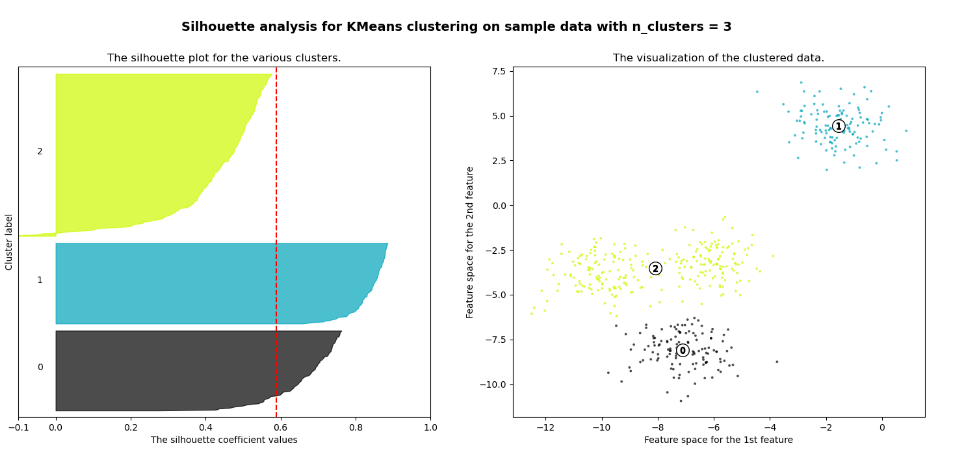 Silhouette analysis for KMeans clustering on sample data with n_clusters = 3
The silhouette plot for the various clusters.
Cluster label
2
1
0
−0.1 0.0 0.2 0.4 0.6 0.8 1.0
The silhouette coefficient values
The visualization of the clustered data.
Feature space for the 2nd feature
7.5
5.0
2.5
0.0
−2.5
−5.0
−7.5
−10.0
1
2
0
−12 −10 −8 −6 −4 −2 0
Feature space for the 1st feature